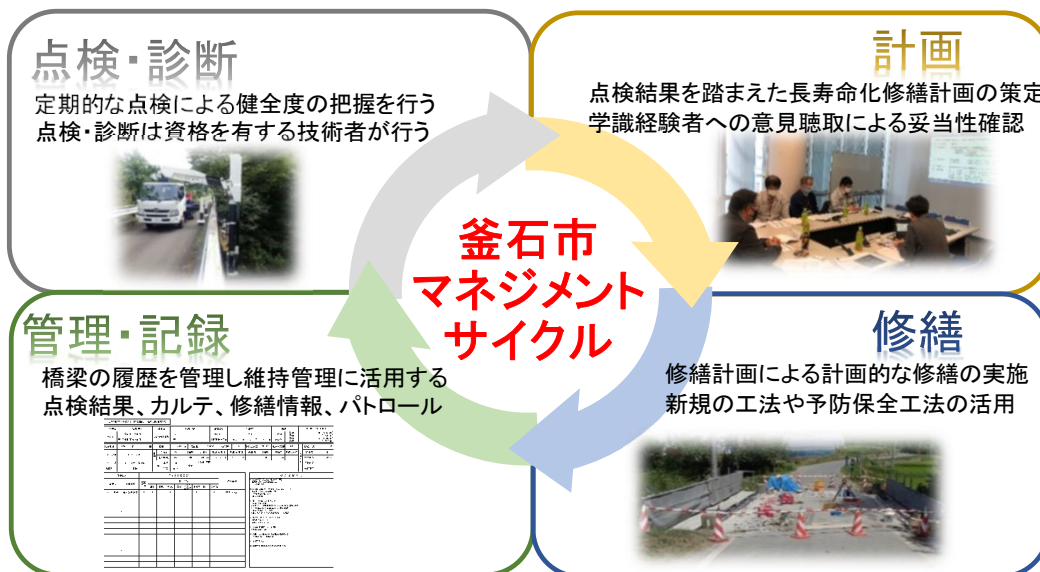 点検・診断
定期的な点検による健全度の把握を行う
点検・診断は資格を有する技術者が行う
計画
点検結果を踏まえた長寿命化修繕計画の策定
学識経験者への意見聴取による妥当性確認
釜石市
マネジメント
サイクル
管理・記録
橋梁の履歴を管理し維持管理に活用する
点検結果、カルテ、修繕情報、パトロール
修繕
修繕計画による計画的な修繕の実施
新規の工法や予防保全工法の活用